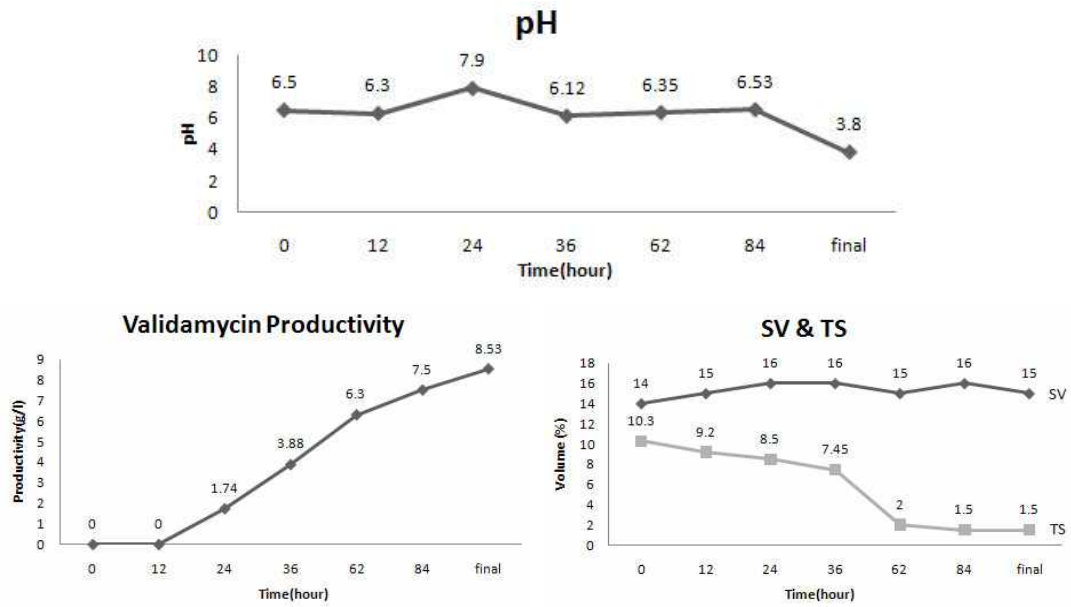 pH
10
8
6
4
2
0
pH
6.5 6.3 7.9 6.12 6.35 6.53 3.8
0 12 24 36 62 84 final
Time(hour)
Validamycin Productivity
9
8
7
6
5
4
3
2
1
0
Productivity(g/l)
0 0 1.74 3.88 6.3 7.5 8.53
0 12 24 36 62 84 final
Time(hour)
SV & TS
18
16
14
12
10
8
6
4
2
0
Volume (%)
14 15 16 16 15 16 15
SV
10.3 9.2 8.5 7.45 2 1.5 1.5
TS
0 12 24 36 62 84 final
Time(hour)